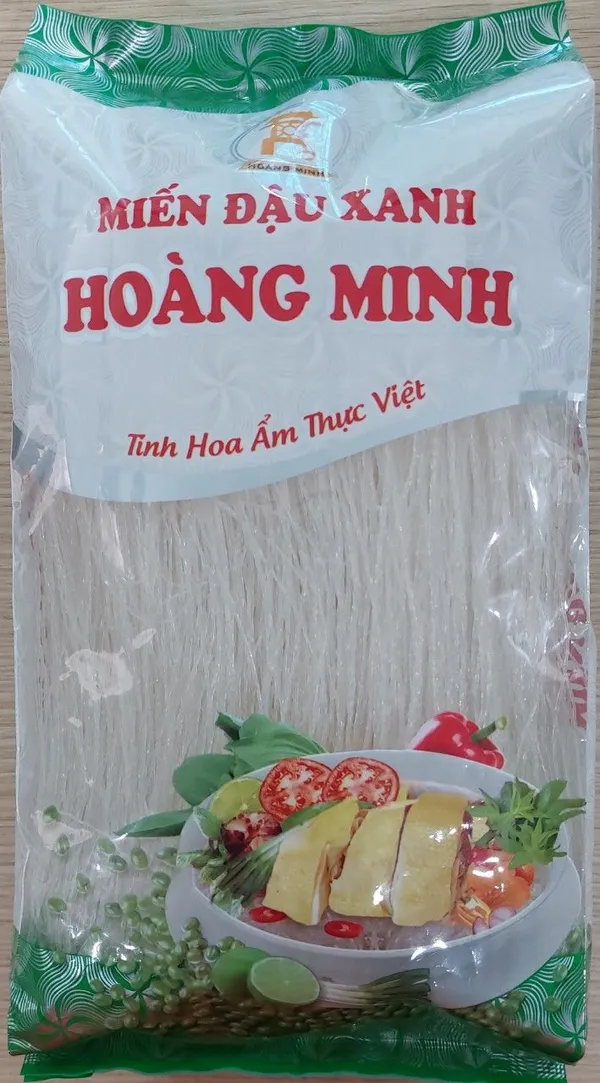 HOÀNG MINH
MIẾN ĐẬU XANH
HOÀNG MINH
Tinh Hoa Ẩm Thực Việt